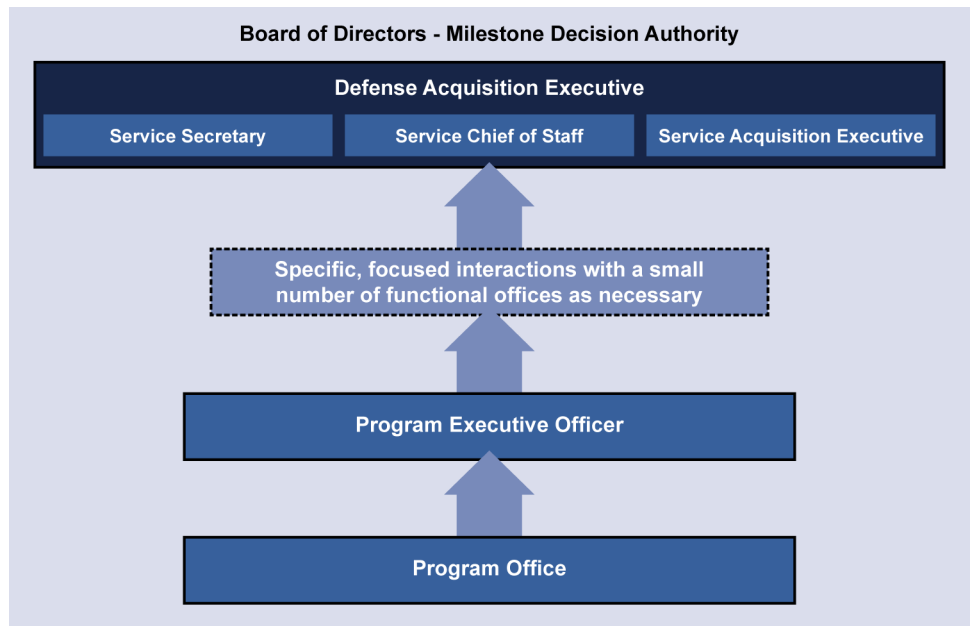 Board of Directors - Milestone Decision Authority
Defense Acquisition Executive
Service Secretary
Service Chief of Staff
Service Acquisition Executive
Specific, focused interactions with a small
number of functional offices as necessary
Program Executive Officer
Program Office